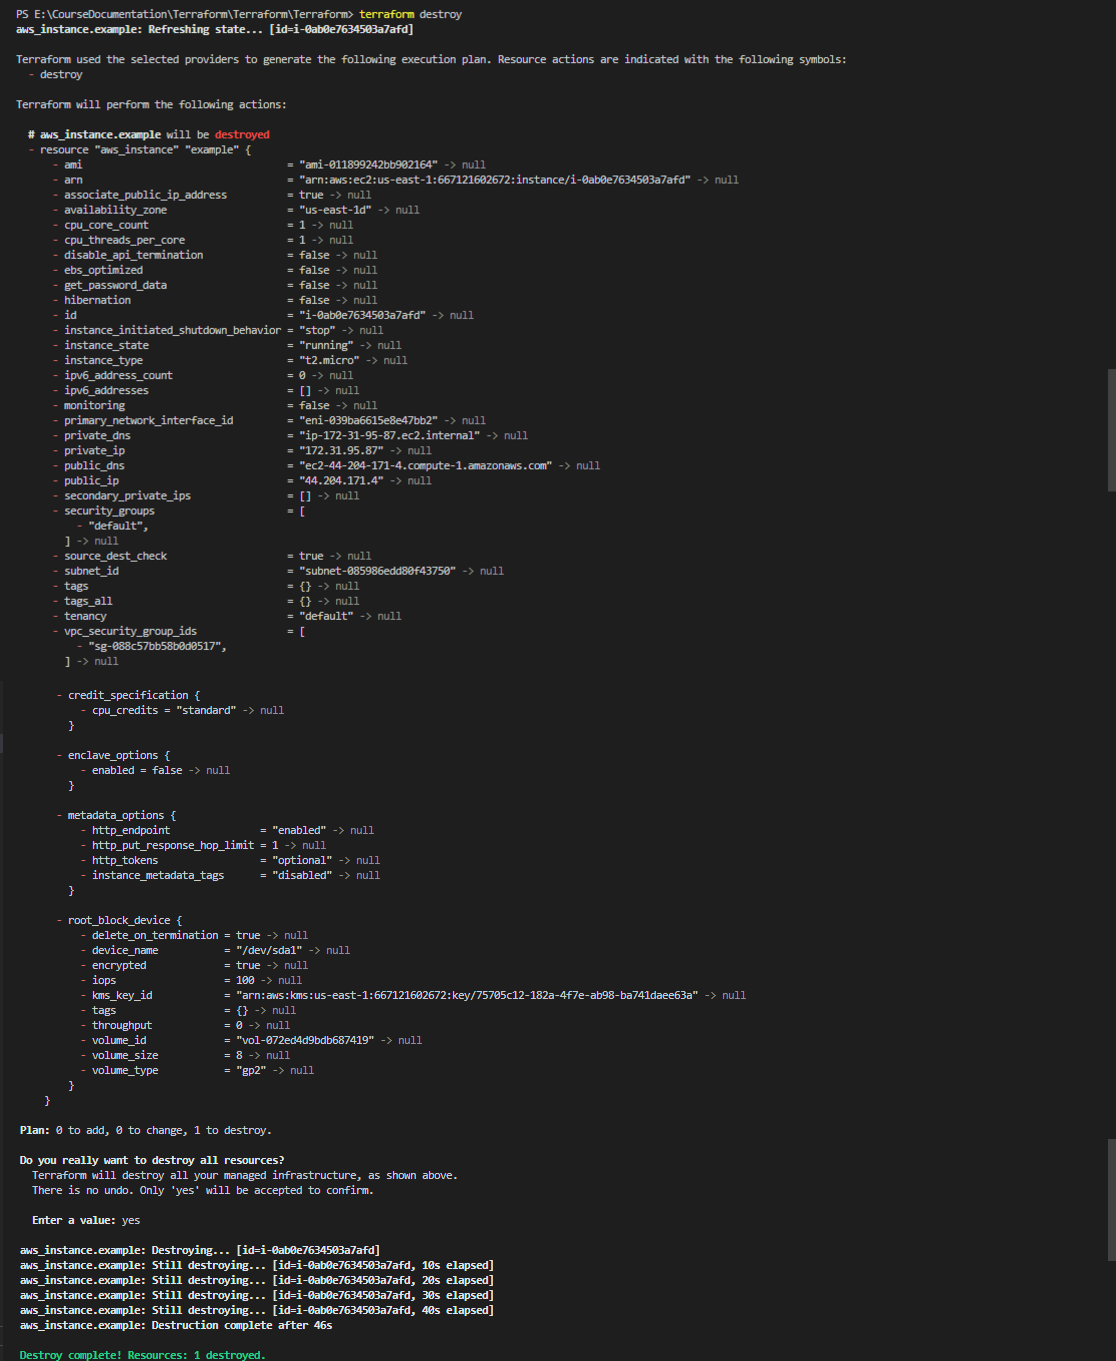 PS E:\CourseDocumentation\Terraform\Terraform\Terraform> terraform destroy
aws_instance.example: Refreshing state... [id=i-0ab0e7634503a7afd]
Terraform used the selected providers to generate the following execution plan. Resource actions are indicated with the following symbols:
- destroy
Terraform will perform the following actions:
# aws_instance.example will be destroyed
- resource "aws_instance" "example" {
- ami = "ami-011899242bb902164" -> null
- arn = "arn:aws:ec2:us-east-1:667121602672:instance/i-0ab0e7634503a7afd" -> null
- associate_public_ip_address = true -> null
- availability_zone = "us-east-1d" -> null
- cpu_core_count = 1 -> null
- cpu_threads_per_core = 1 -> null
- disable_api_termination = false -> null
- ebs_optimized = false -> null
- get_password_data = false -> null
- hibernation = false -> null
- id = "i-0ab0e7634503a7afd" -> null
- instance_initiated_shutdown_behavior = "stop" -> null
- instance_state = "running" -> null
- instance_type = "t2.micro" -> null
- ipv6_address_count = 0 -> null
- ipv6_addresses = [] -> null
- monitoring = false -> null
- primary_network_interface_id = "eni-039ba6615e8e47bb2" -> null
- private_dns = "ip-172-31-95-87.ec2.internal" -> null
- private_ip = "172.31.95.87" -> null
- public_dns = "ec2-44-204-171-4.compute-1.amazonaws.com" -> null
- public_ip = "44.204.171.4" -> null
- secondary_private_ips = [] -> null
- security_groups = [
- "default",
] -> null
- source_dest_check = true -> null
- subnet_id = "subnet-085986edd80f43750" -> null
- tags = {} -> null
- tags_all = {} -> null
- tenancy = "default" -> null
- vpc_security_group_ids = [
- "sg-088c57bb58b0d0517",
] -> null
- credit_specification {
- cpu_credits = "standard" -> null
}
- enclave_options {
- enabled = false -> null
}
- metadata_options {
- http_endpoint = "enabled" -> null
- http_put_response_hop_limit = 1 -> null
- http_tokens = "optional" -> null
- instance_metadata_tags = "disabled" -> null
}
- root_block_device {
- delete_on_termination = true -> null
- device_name = "/dev/sda1" -> null
- encrypted = true -> null
- iops = 100 -> null
- kms_key_id = "arn:aws:kms:us-east-1:667121602672:key/75705c12-182a-4f7e-ab98-ba741daee63a" -> null
- tags = {} -> null
- throughput = 0 -> null
- volume_id = "vol-072ed4d9bdb687419" -> null
- volume_size = 8 -> null
- volume_type = "gp2" -> null
}
}
Plan: 0 to add, 0 to change, 1 to destroy.
Do you really want to destroy all resources?
Terraform will destroy all your managed infrastructure, as shown above.
There is no undo. Only 'yes' will be accepted to confirm.
Enter a value: yes
aws_instance.example: Destroying... [id=i-0ab0e7634503a7afd]
aws_instance.example: Still destroying... [id=i-0ab0e7634503a7afd, 10s elapsed]
aws_instance.example: Still destroying... [id=i-0ab0e7634503a7afd, 20s elapsed]
aws_instance.example: Still destroying... [id=i-0ab0e7634503a7afd, 30s elapsed]
aws_instance.example: Still destroying... [id=i-0ab0e7634503a7afd, 40s elapsed]
aws_instance.example: Destruction complete after 46s
Destroy complete! Resources: 1 destroyed.